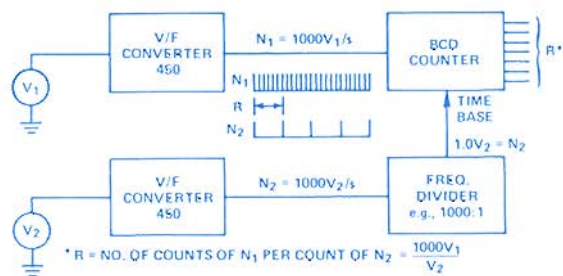 V/F
CONVERTER
450
N₁ = 1000V₁/s
BCD
COUNTER
R*
V₁
N₁
R
N₂
TIME
BASE
1.0V₂ = N₂
V/F
CONVERTER
450
N₂ = 1000V₂/s
FREQ.
DIVIDER
e.g., 1000:1
V₂
* R = NO. OF COUNTS OF N₁ PER COUNT OF N₂ = 1000V₁/V₂